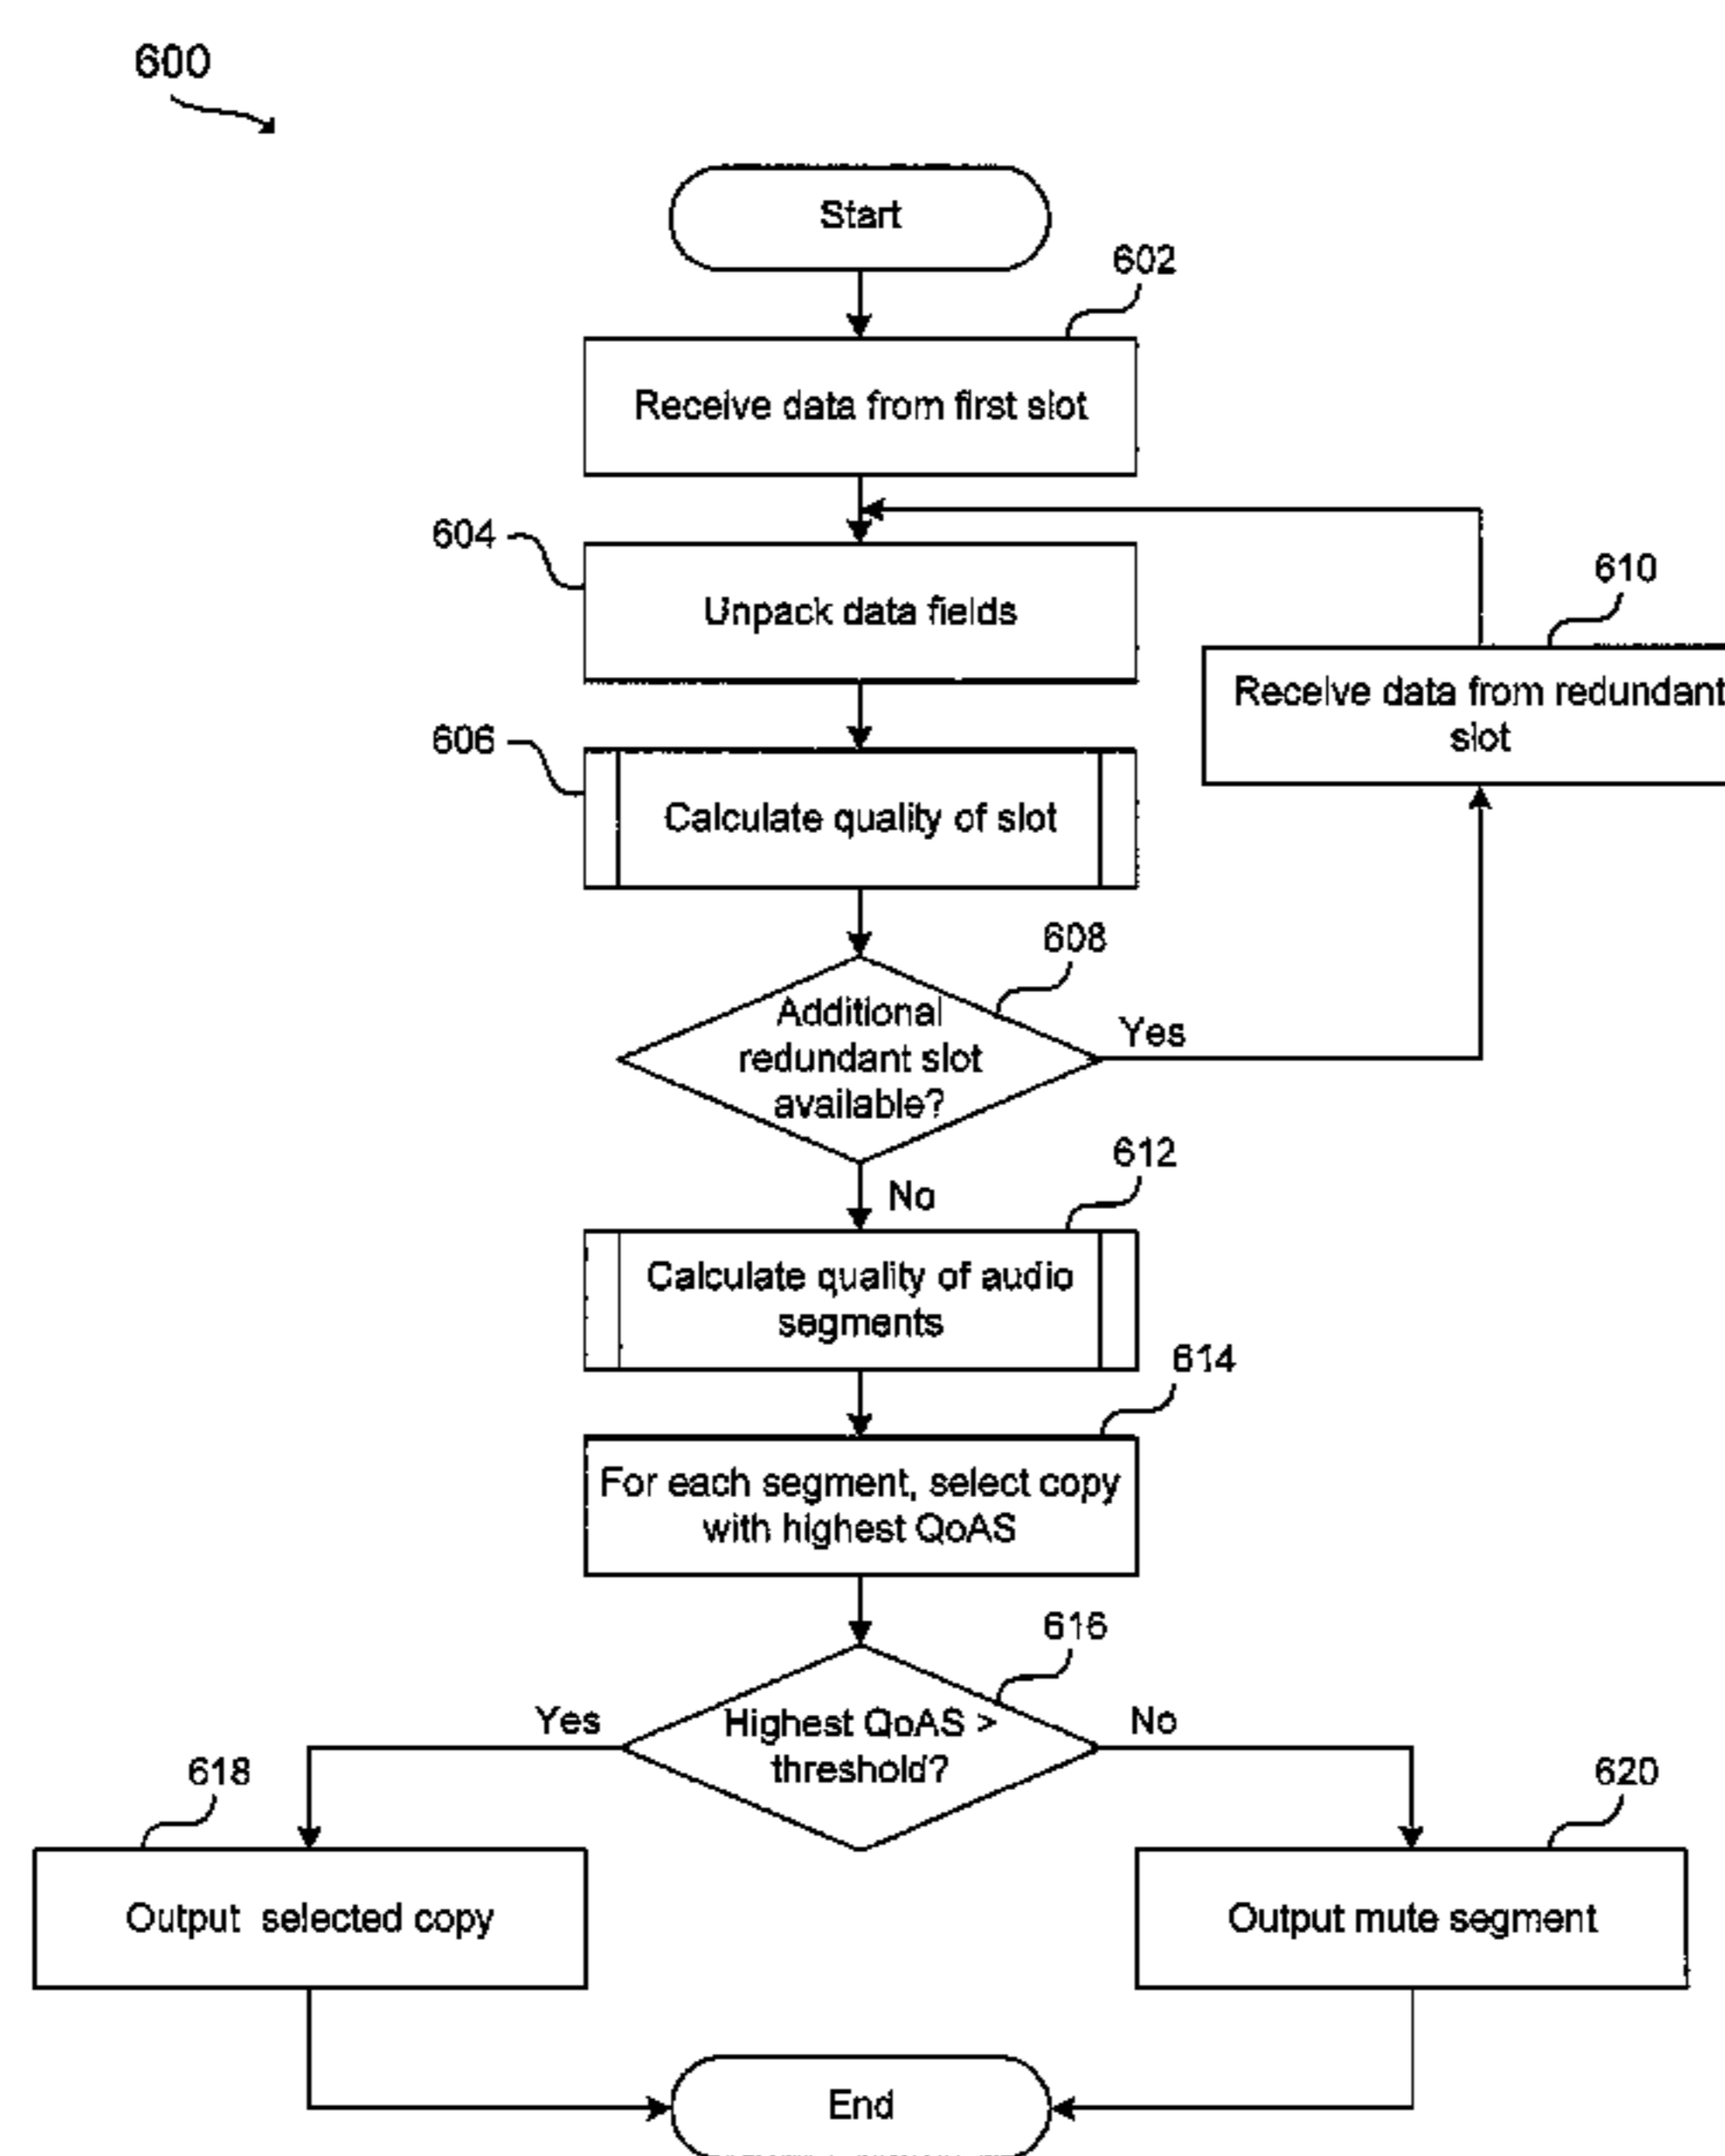 600
Start
602
Receive data from first slot
604
Unpack data fields
610
Receive data from redundant
slot
606
Calculate quality of slot
608
Additional
redundant slot
available?
Yes
No
612
Calculate quality of audio
segments
614
For each segment, select copy
with highest QoAS
616
Highest QoAS >
threshold?
Yes
No
618
Output selected copy
620
Output mute segment
End